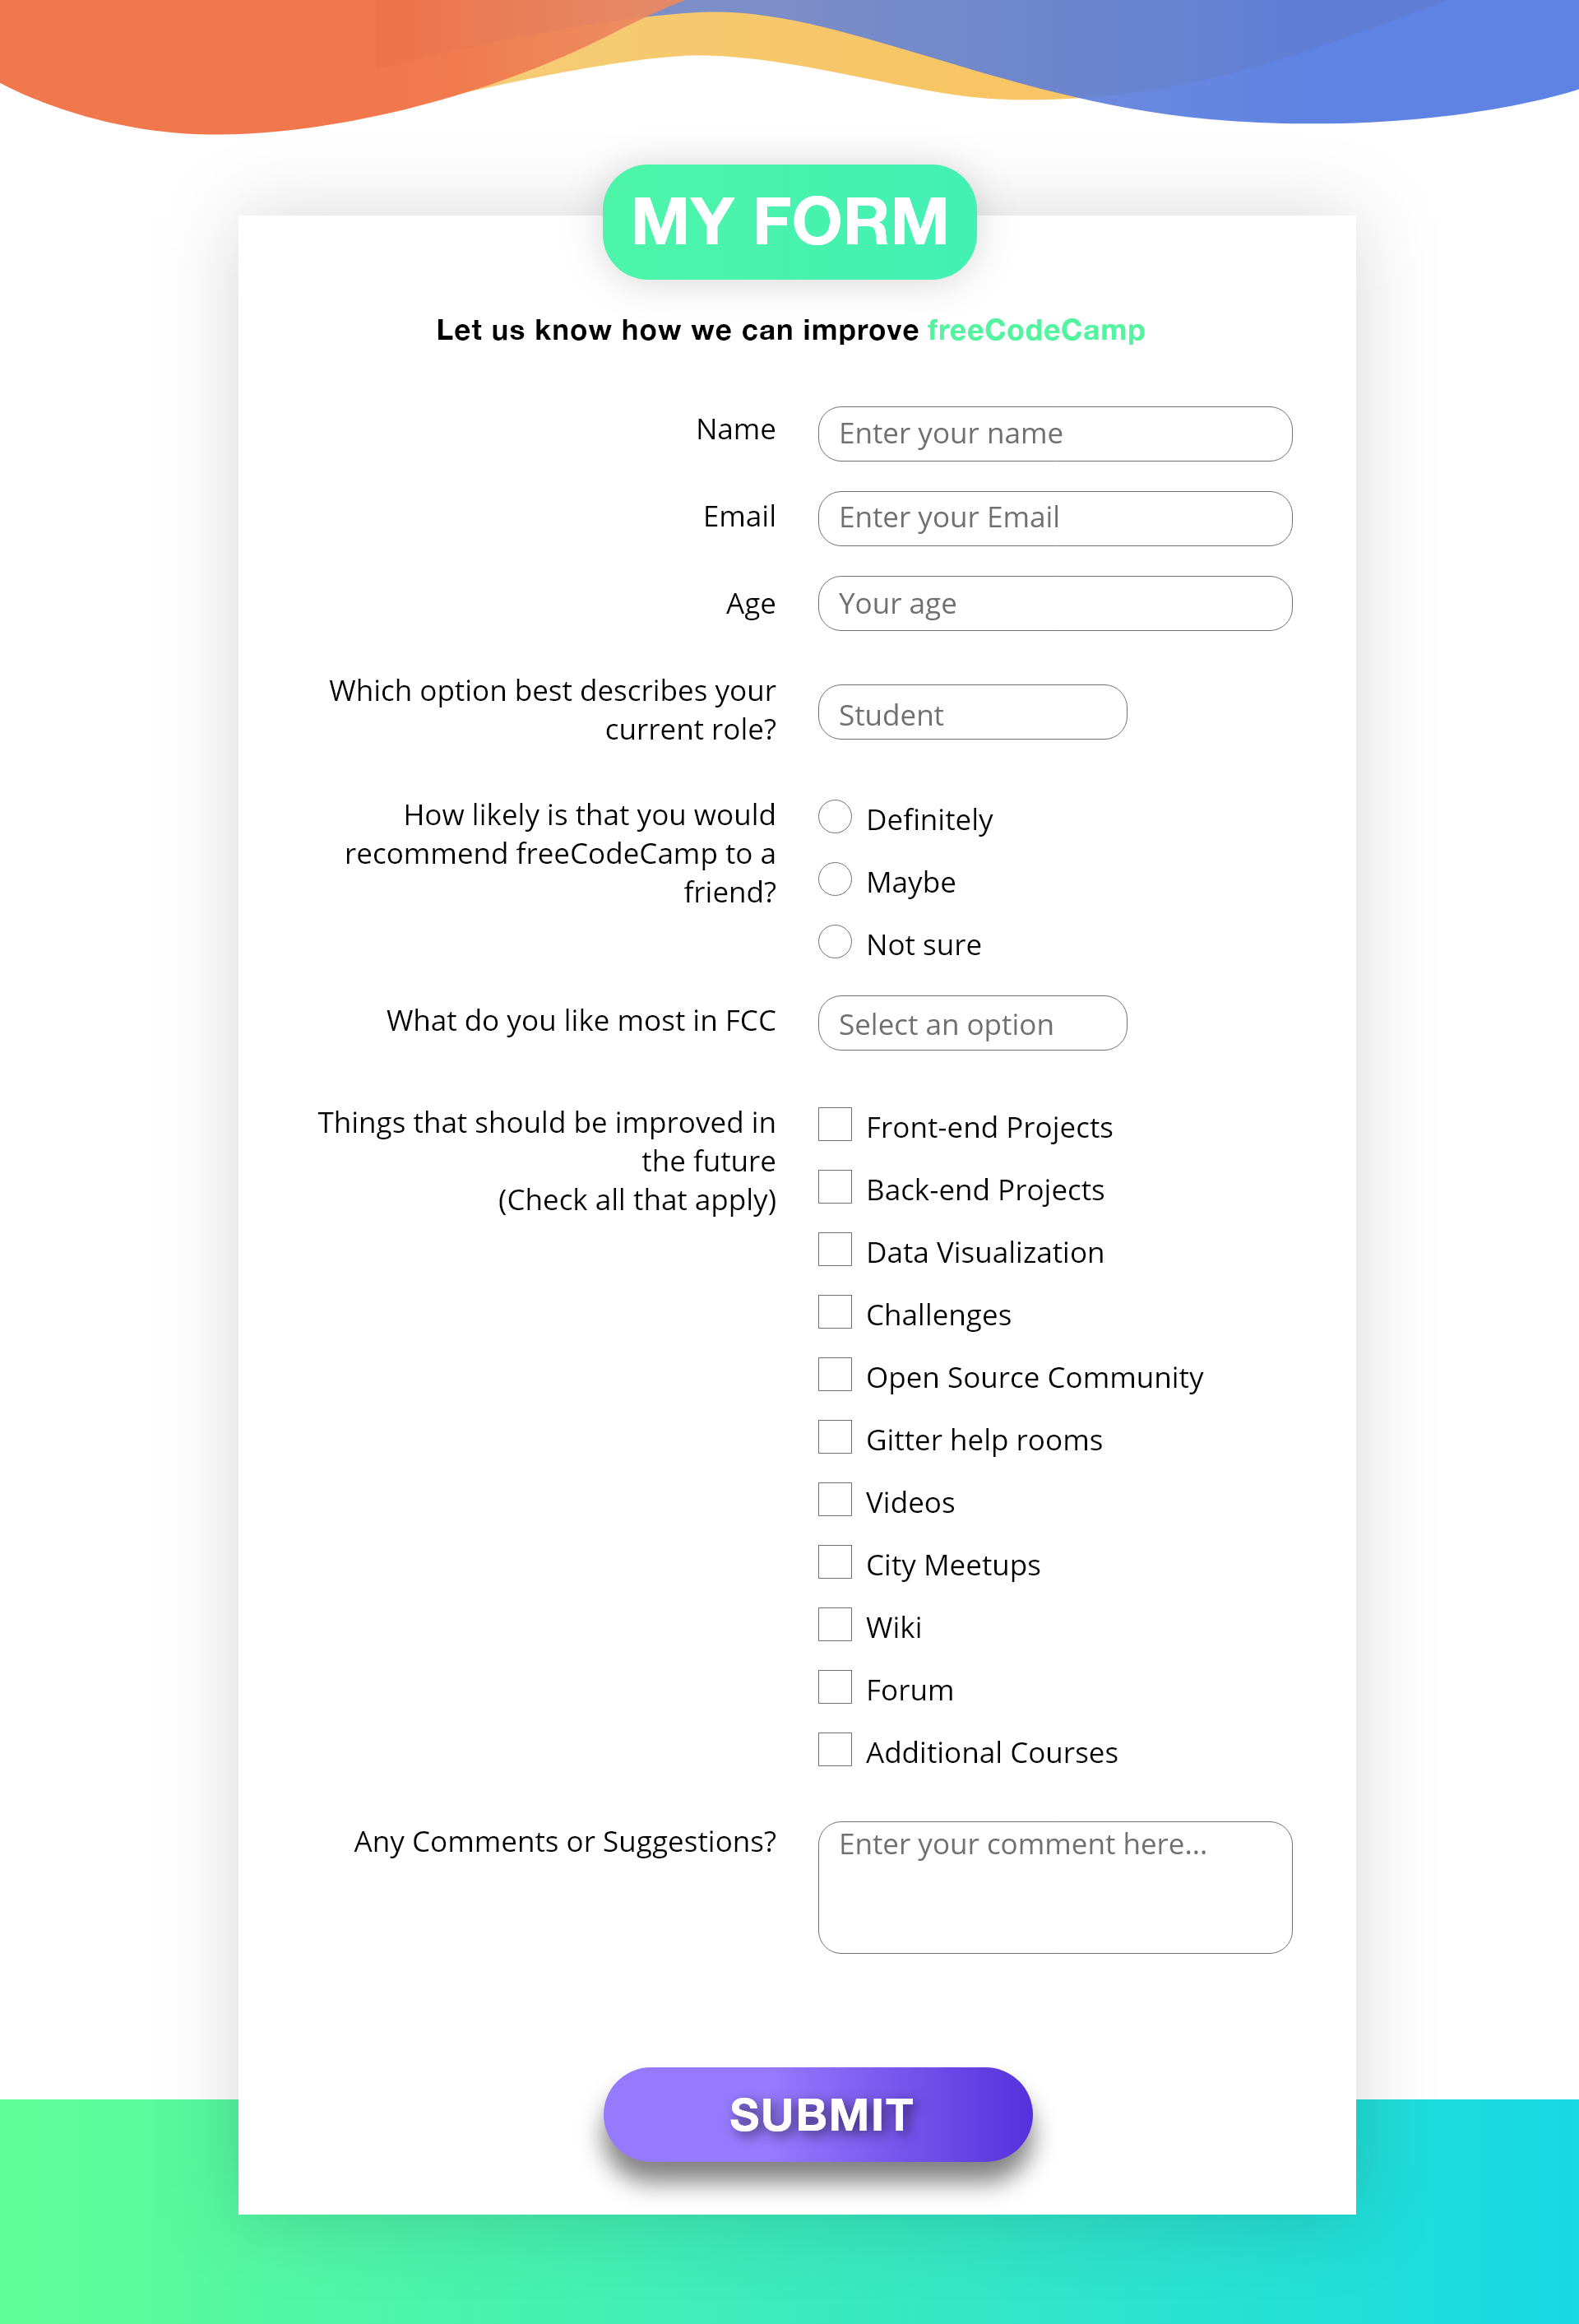 MY FORM
Let us know how we can improve freeCodeCamp
Name
Enter your name
Email
Enter your Email
Age
Your age
Which option best describes your
current role?
Student
How likely is that you would
recommend freeCodeCamp to a
friend?
Definitely
Maybe
Not sure
What do you like most in FCC
Select an option
Things that should be improved in
the future
(Check all that apply)
Front-end Projects
Back-end Projects
Data Visualization
Challenges
Open Source Community
Gitter help rooms
Videos
City Meetups
Wiki
Forum
Additional Courses
Any Comments or Suggestions?
Enter your comment here...
SUBMIT